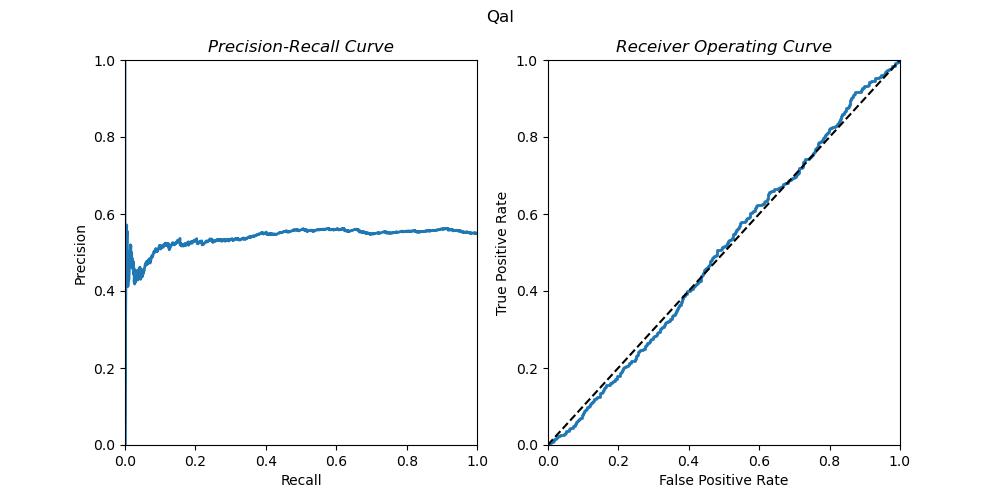 Qal
Precision-Recall Curve
1.0
0.8
0.6
0.4
0.2
0.0
Precision
0.0 0.2 0.4 0.6 0.8 1.0
Recall
Receiver Operating Curve
1.0
0.8
0.6
0.4
0.2
0.0
True Positive Rate
0.0 0.2 0.4 0.6 0.8 1.0
False Positive Rate